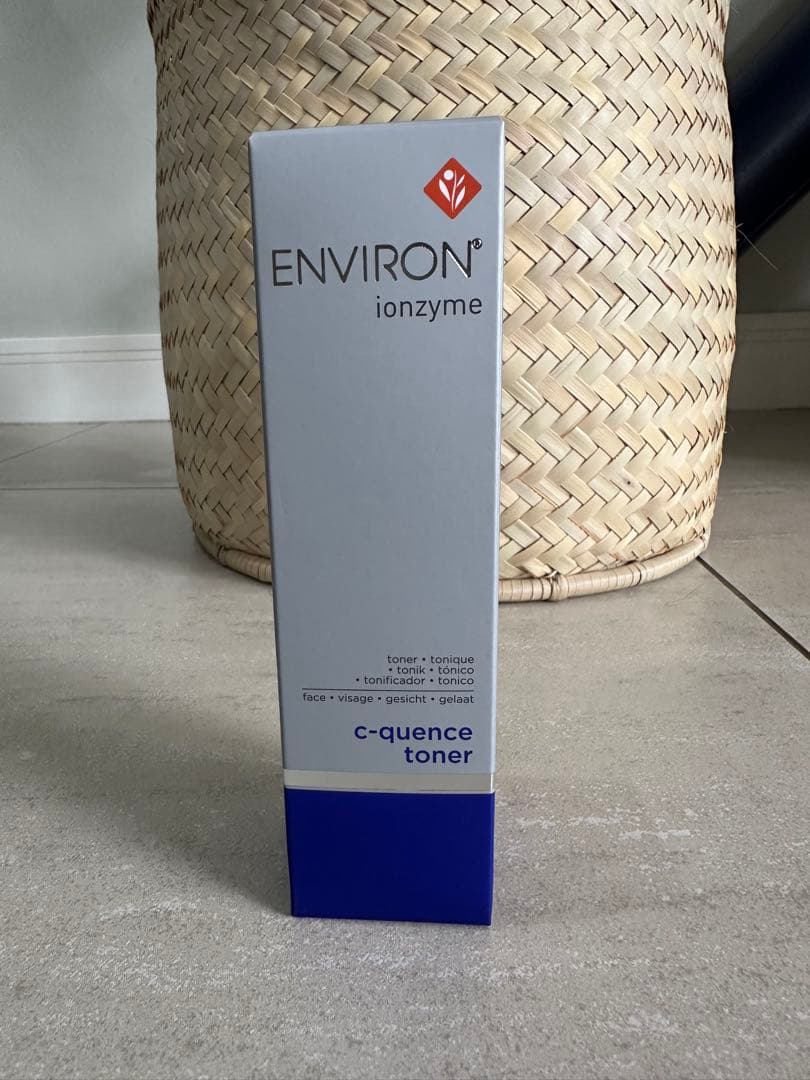 ENVIRON®
ionzyme
toner • tonique
• tonik • tónico
• tonificador • tonico
face • visage • gesicht • gelaat
c-quence
toner